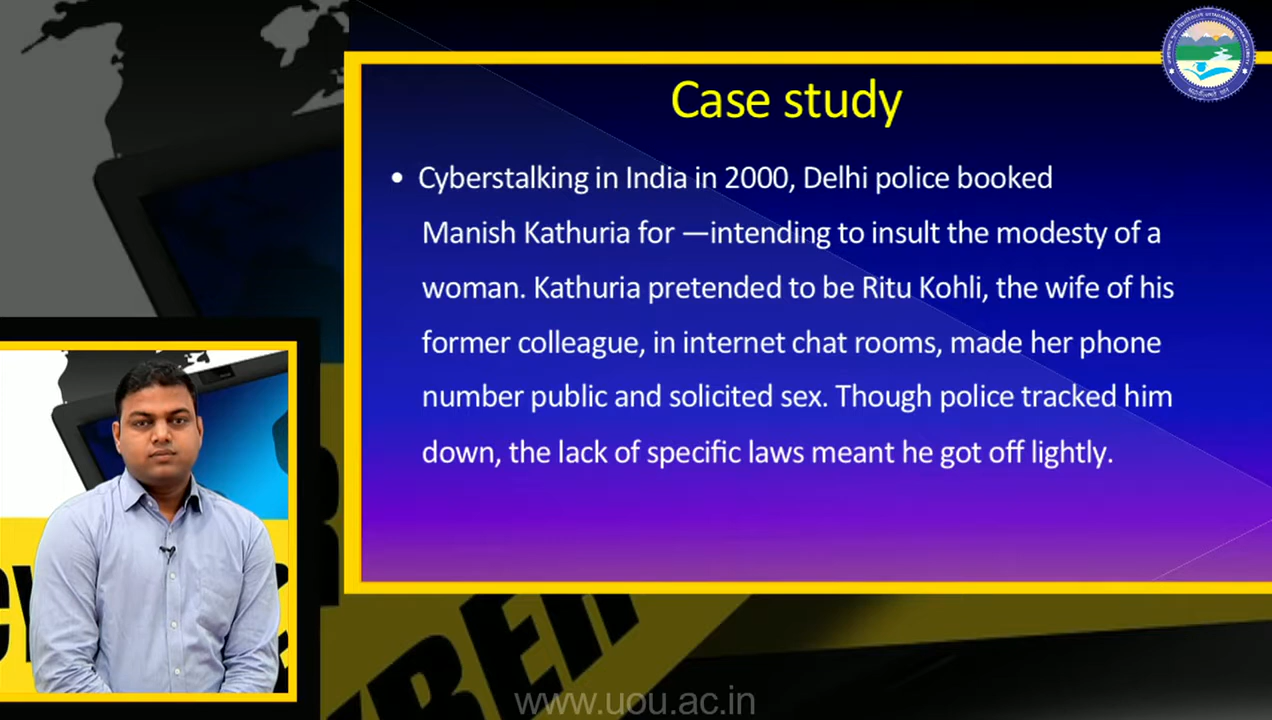 Case study
• Cyberstalking in India in 2000, Delhi police booked
Manish Kathuria for —intending to insult the modesty of a
woman. Kathuria pretended to be Ritu Kohli, the wife of his
former colleague, in internet chat rooms, made her phone
number public and solicited sex. Though police tracked him
down, the lack of specific laws meant he got off lightly.
www.uou.ac.in